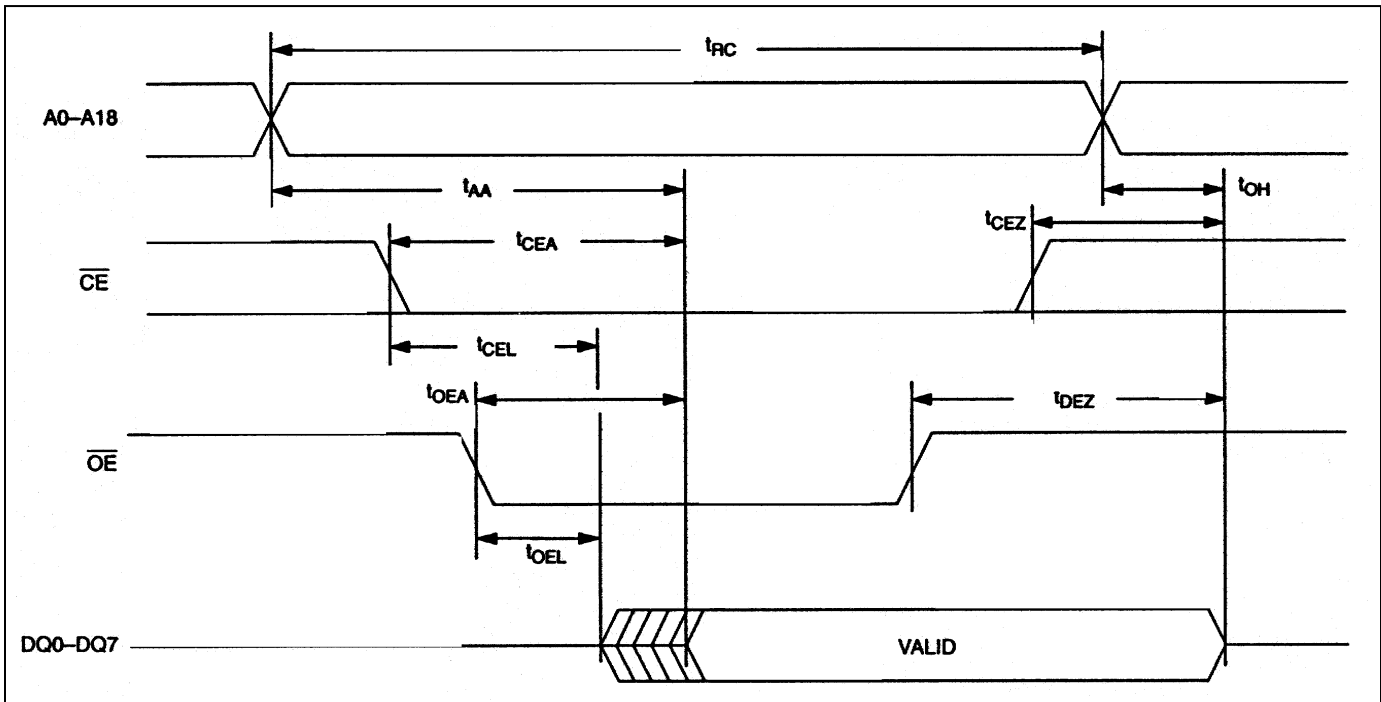 tRC
A0–A18
tAA
tOH
tCEZ
tCEA
CE
tCEL
tOEA
tDEZ
OE
tOEL
DQ0–DQ7
VALID